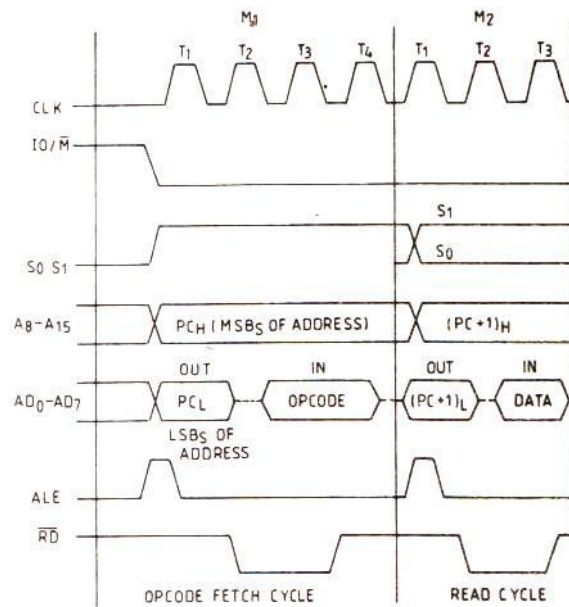 M1 M2
T1 T2 T3 T4 T1 T2 T3
CLK
IO/M̅
S1
S0
S0 S1
A8-A15 PCH (MSBS OF ADDRESS) (PC+1)H
OUT IN OUT IN
AD0-AD7 PCL OPCODE (PC+1)L DATA
LSBS OF
ADDRESS
ALE
R̅D̅
OPCODE FETCH CYCLE READ CYCLE